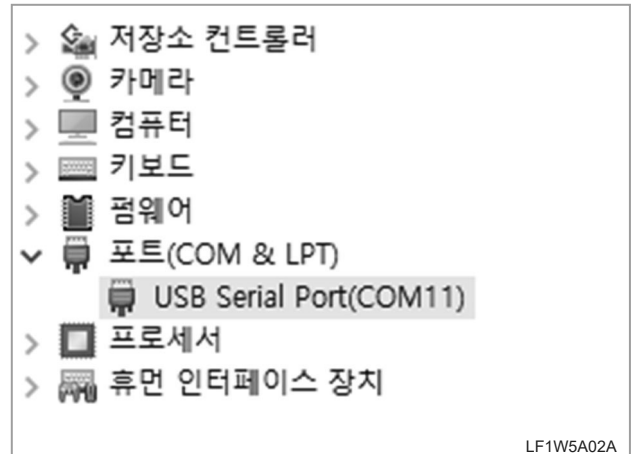 저장소 컨트롤러
카메라
컴퓨터
키보드
펌웨어
포트(COM & LPT)
USB Serial Port(COM11)
프로세서
휴먼 인터페이스 장치
LF1W5A02A